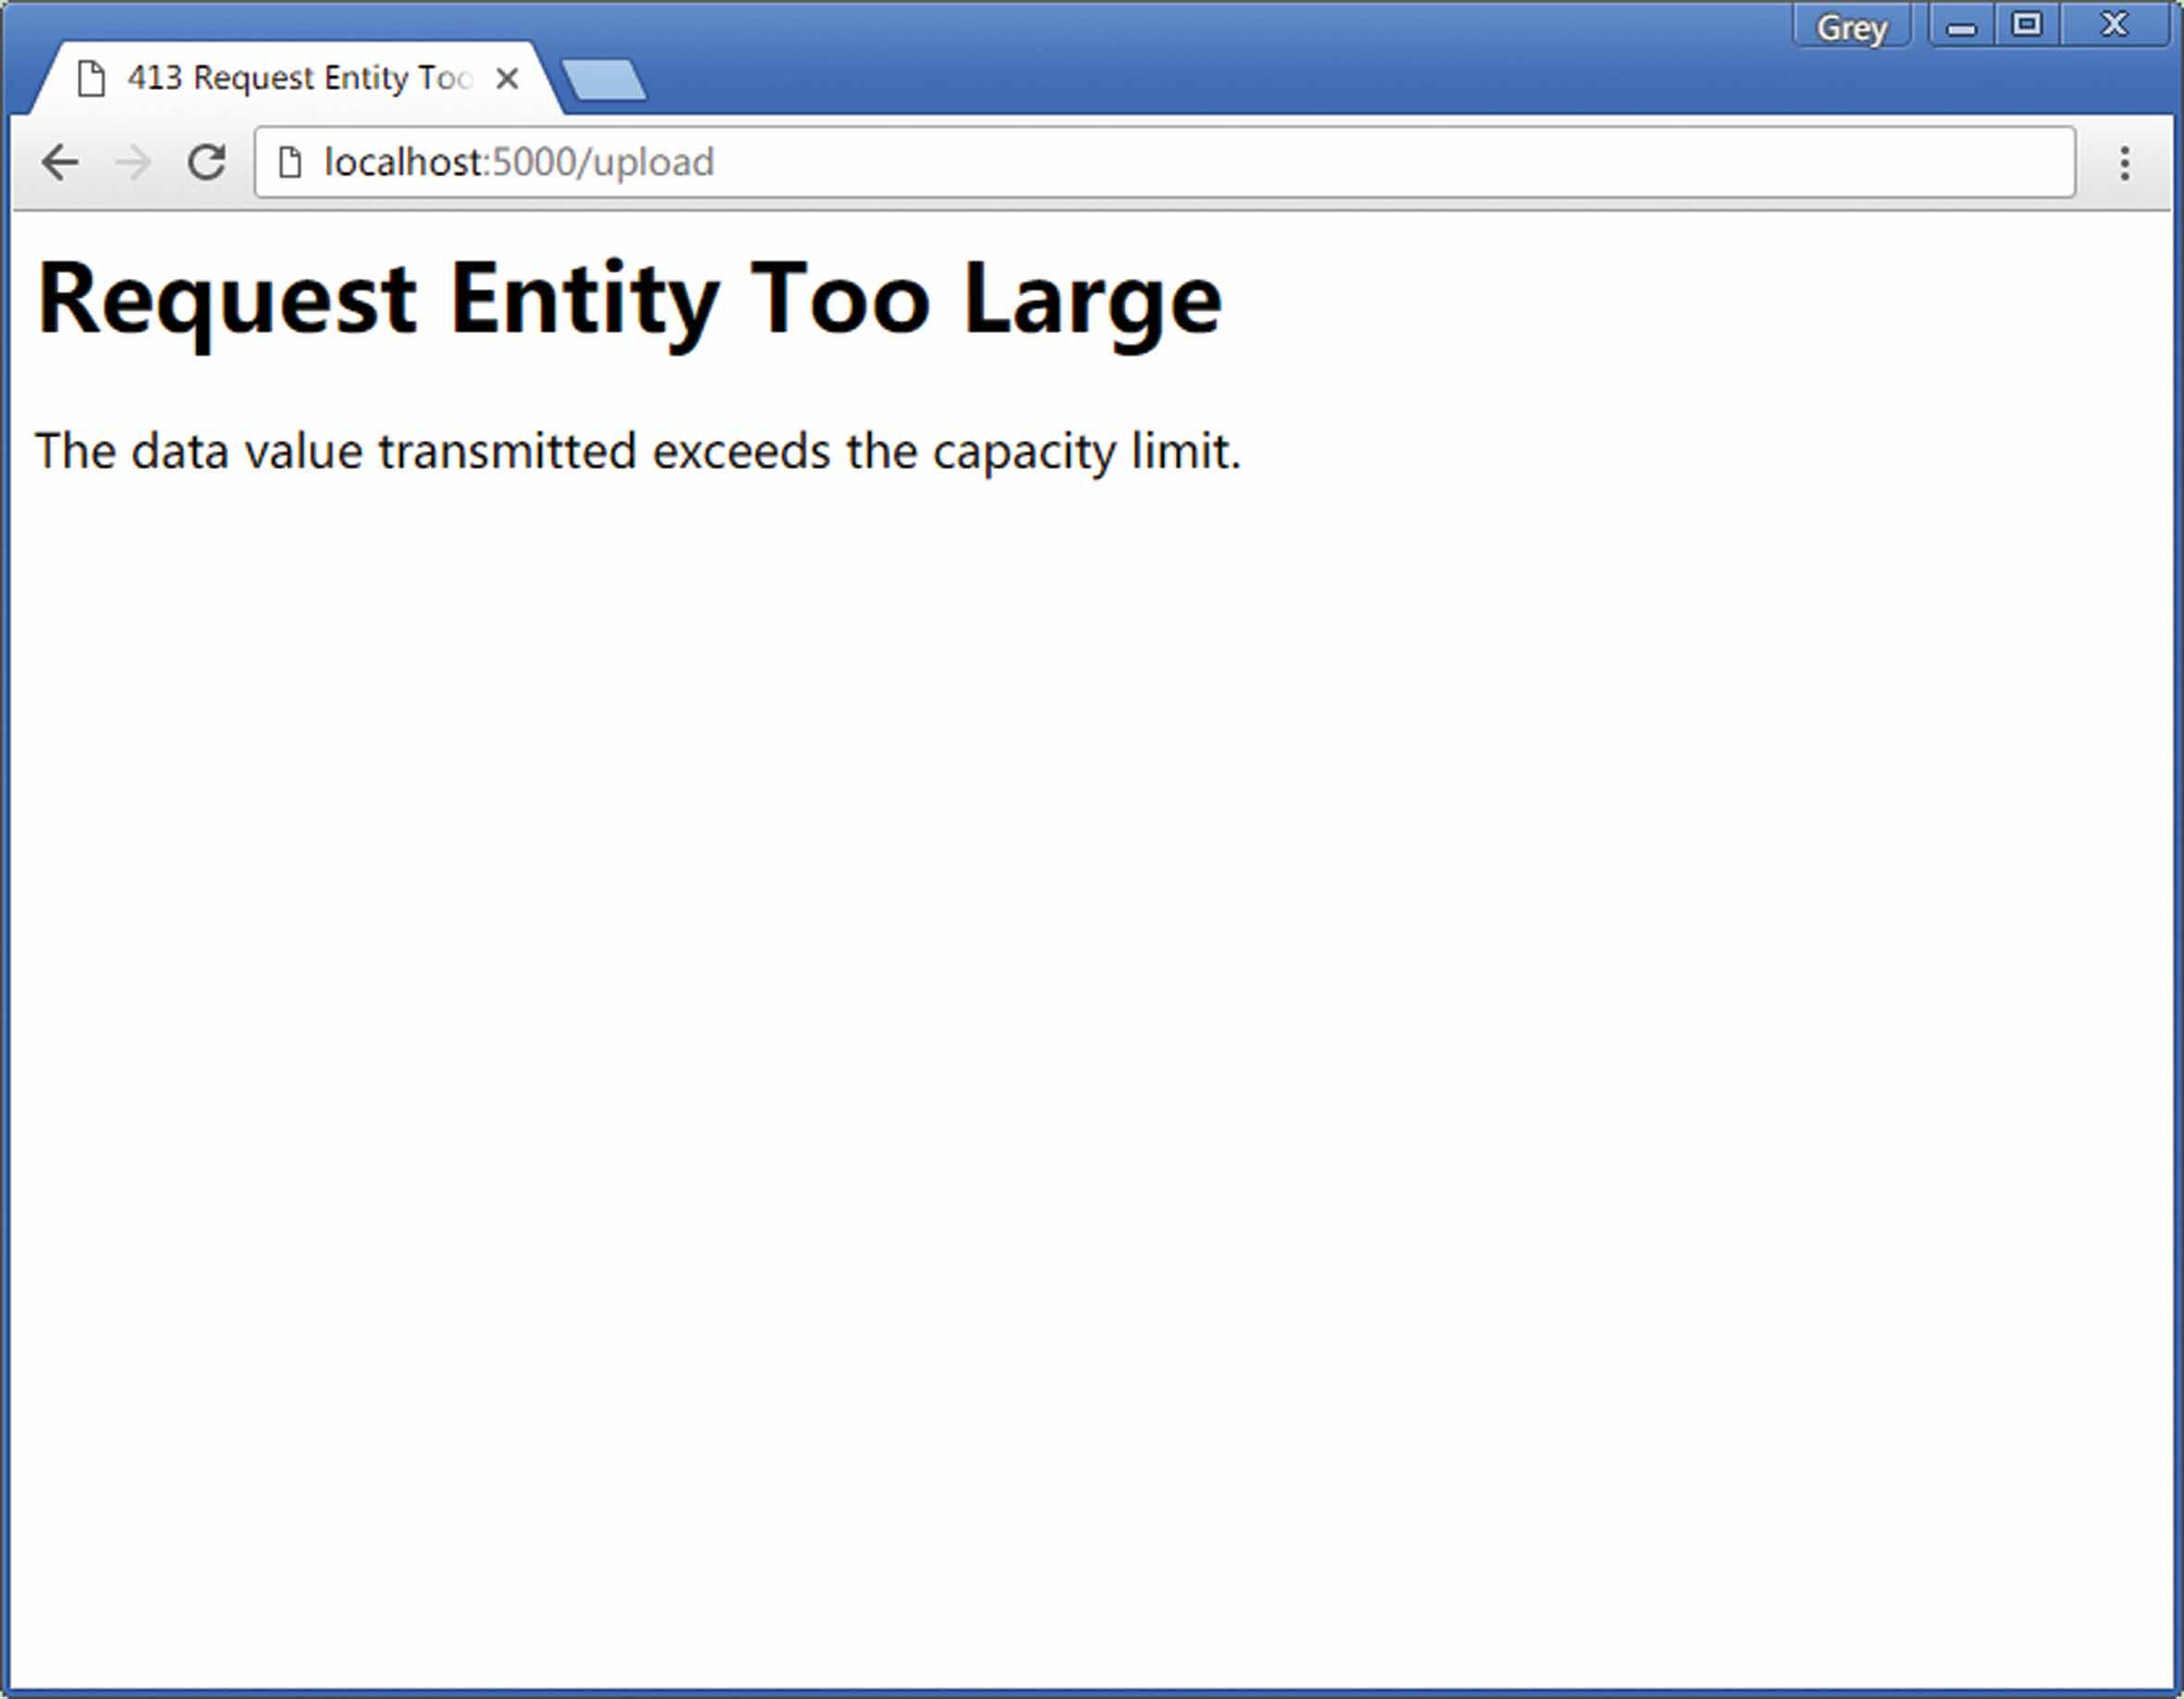 Grey
413 Request Entity Too
localhost:5000/upload
Request Entity Too Large
The data value transmitted exceeds the capacity limit.